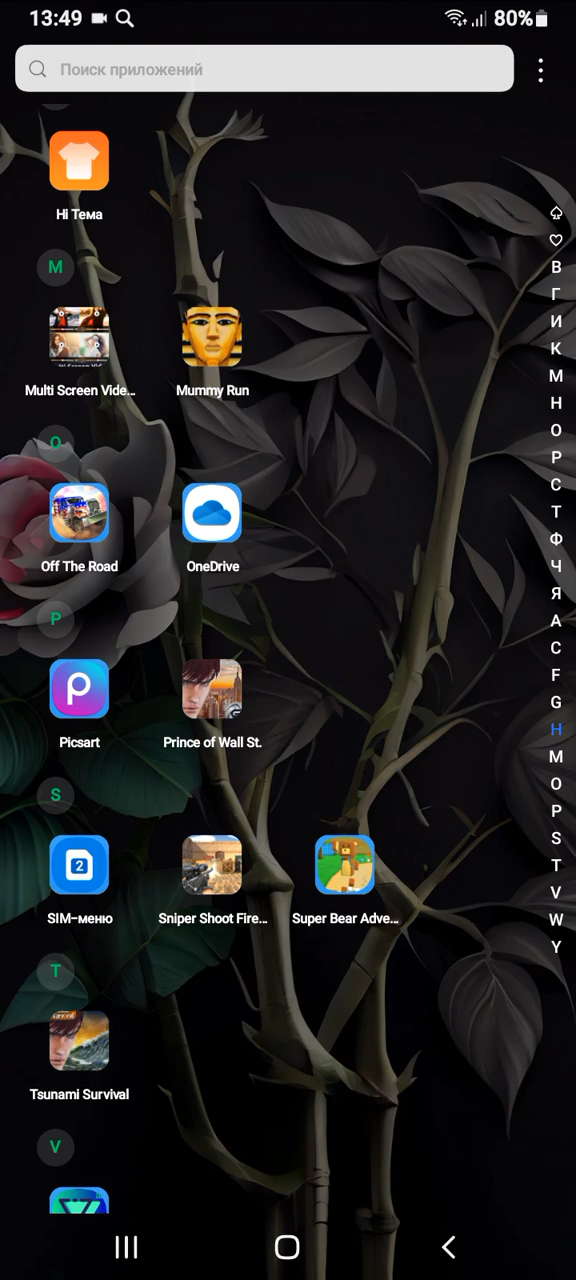 13:49
80%
Поиск приложений
Hi Тема
M
Multi Screen Vide...
Mummy Run
O
Off The Road
OneDrive
P
Picsart
Prince of Wall St.
S
2
SIM-меню
Sniper Shoot Fire...
Super Bear Adve...
T
Tsunami Survival
V
В
Г
И
К
М
Н
О
Р
С
Т
Ф
Ч
Я
A
C
F
G
H
M
O
P
S
T
V
W
Y